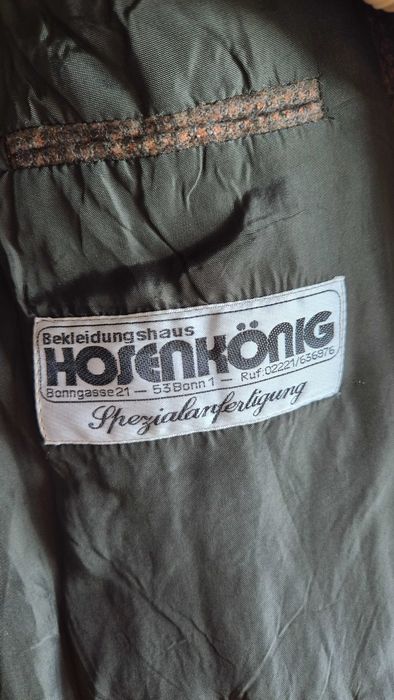 Bekleidungshaus
HOSENKÖNIG
Bonngasse 21 — 53 Bonn 1 — Ruf: 02221/636976
Spezialanfertigung